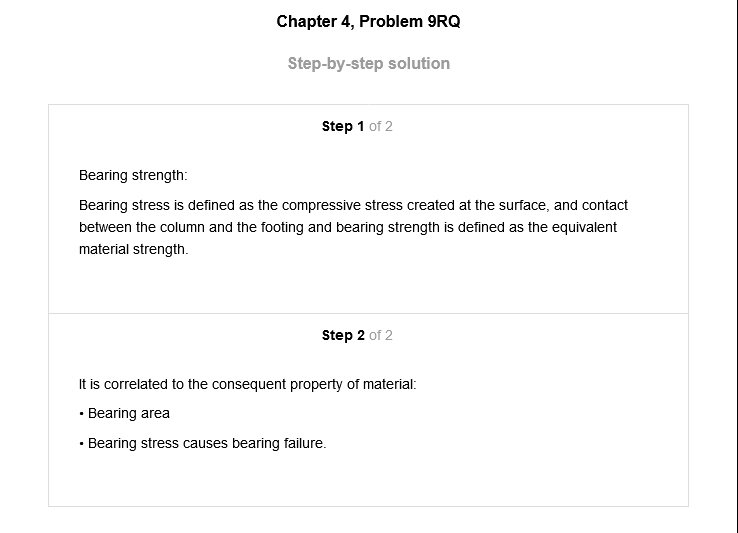 Chapter 4, Problem 9RQ
Step-by-step solution
Step 1 of 2
Bearing strength:
Bearing stress is defined as the compressive stress created at the surface, and contact
between the column and the footing and bearing strength is defined as the equivalent
material strength.
Step 2 of 2
It is correlated to the consequent property of material:
• Bearing area
• Bearing stress causes bearing failure.